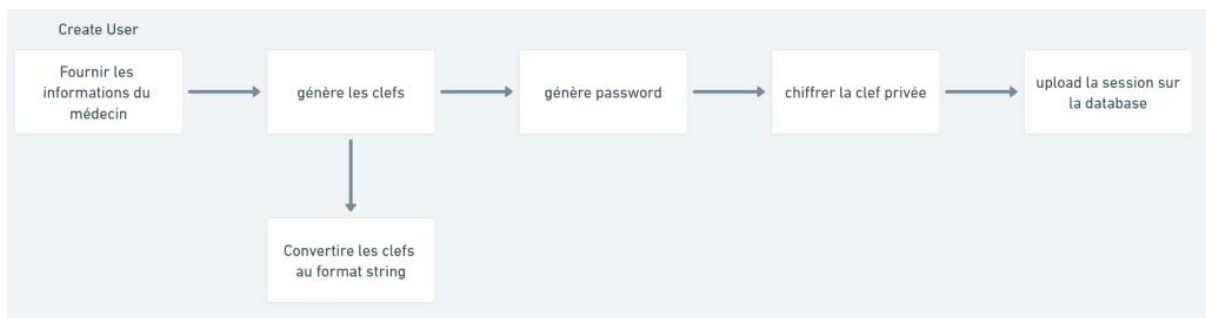 Create User
Fournir les
informations du
médecin
génère les clefs
génère password
chiffrer la clef privée
upload la session sur
la database
Convertire les clefs
au format string